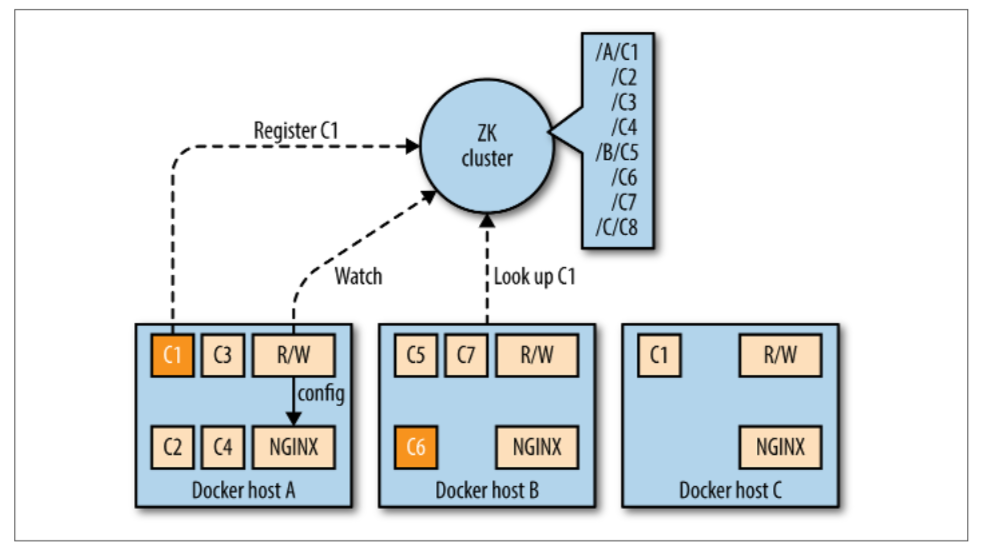 /A/C1
/C2
/C3
/C4
/B/C5
/C6
/C7
/C/C8
ZK
cluster
Register C1
Watch
Look up C1
C1
C3
R/W
config
C2
C4
NGINX
Docker host A
C5
C7
R/W
C6
NGINX
Docker host B
C1
R/W
NGINX
Docker host C